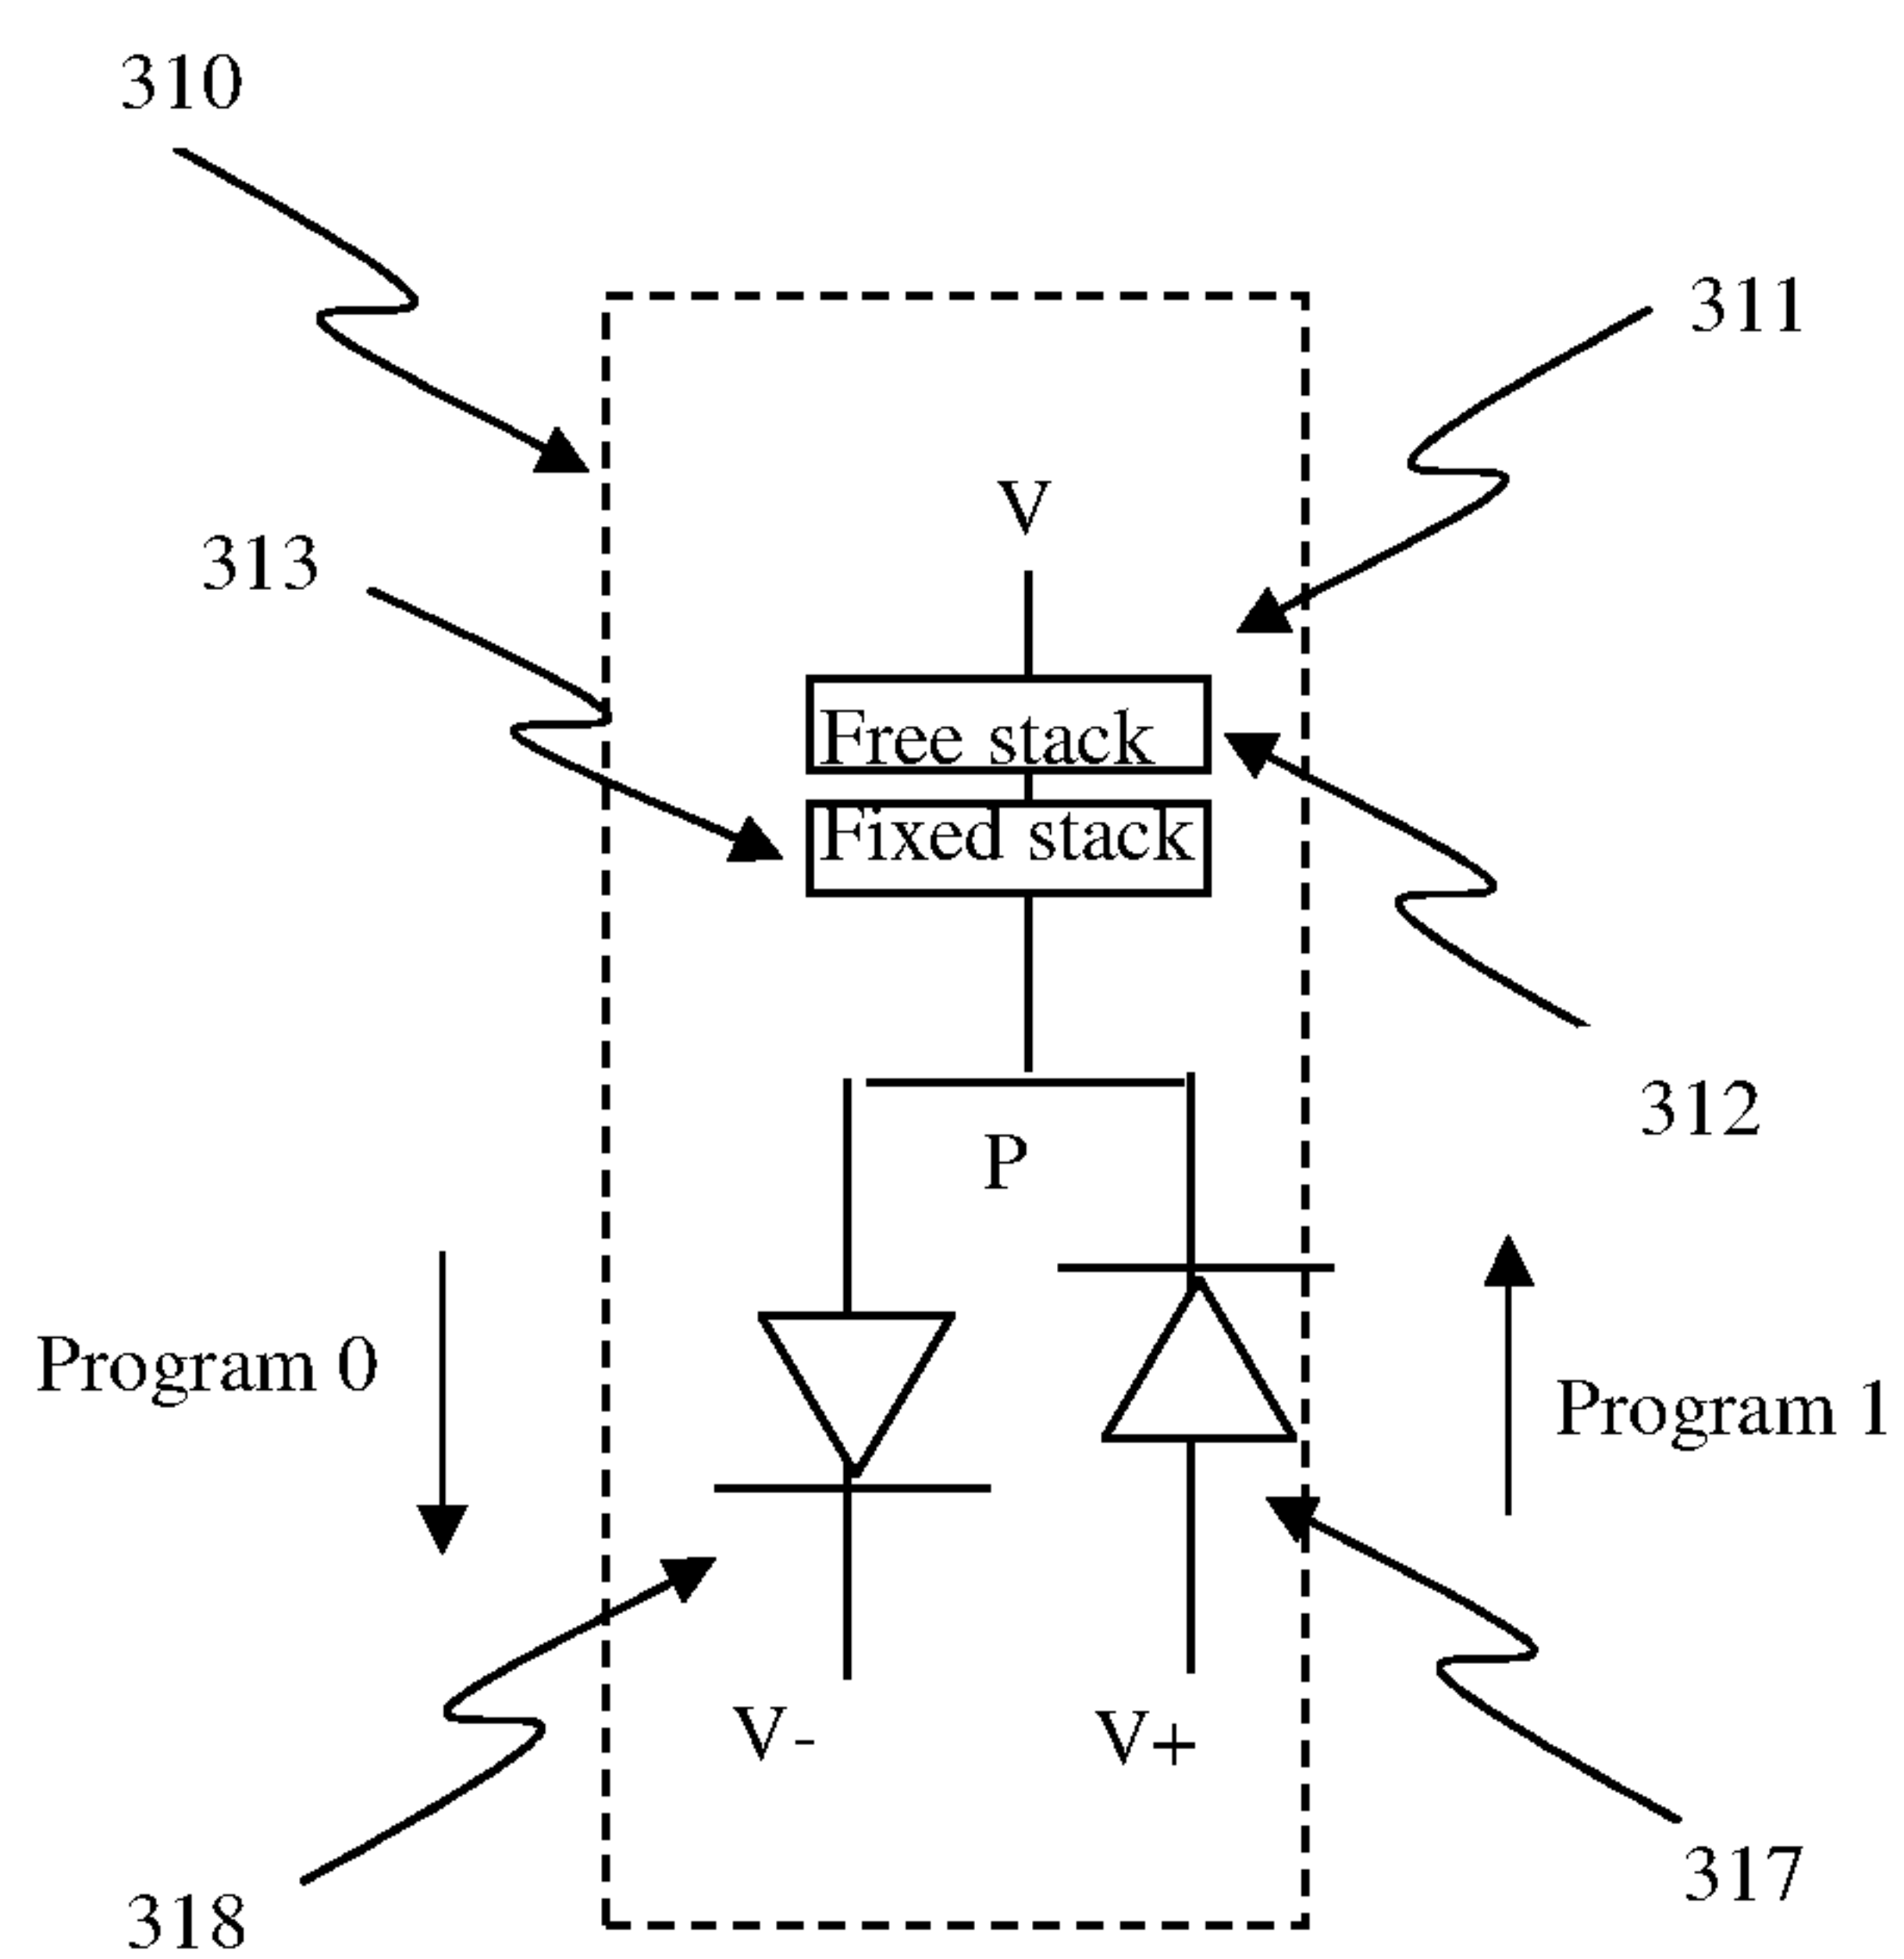 310
311
V
313
Free stack
Fixed stack
312
P
Program 0
Program 1
V-
V+
317
318